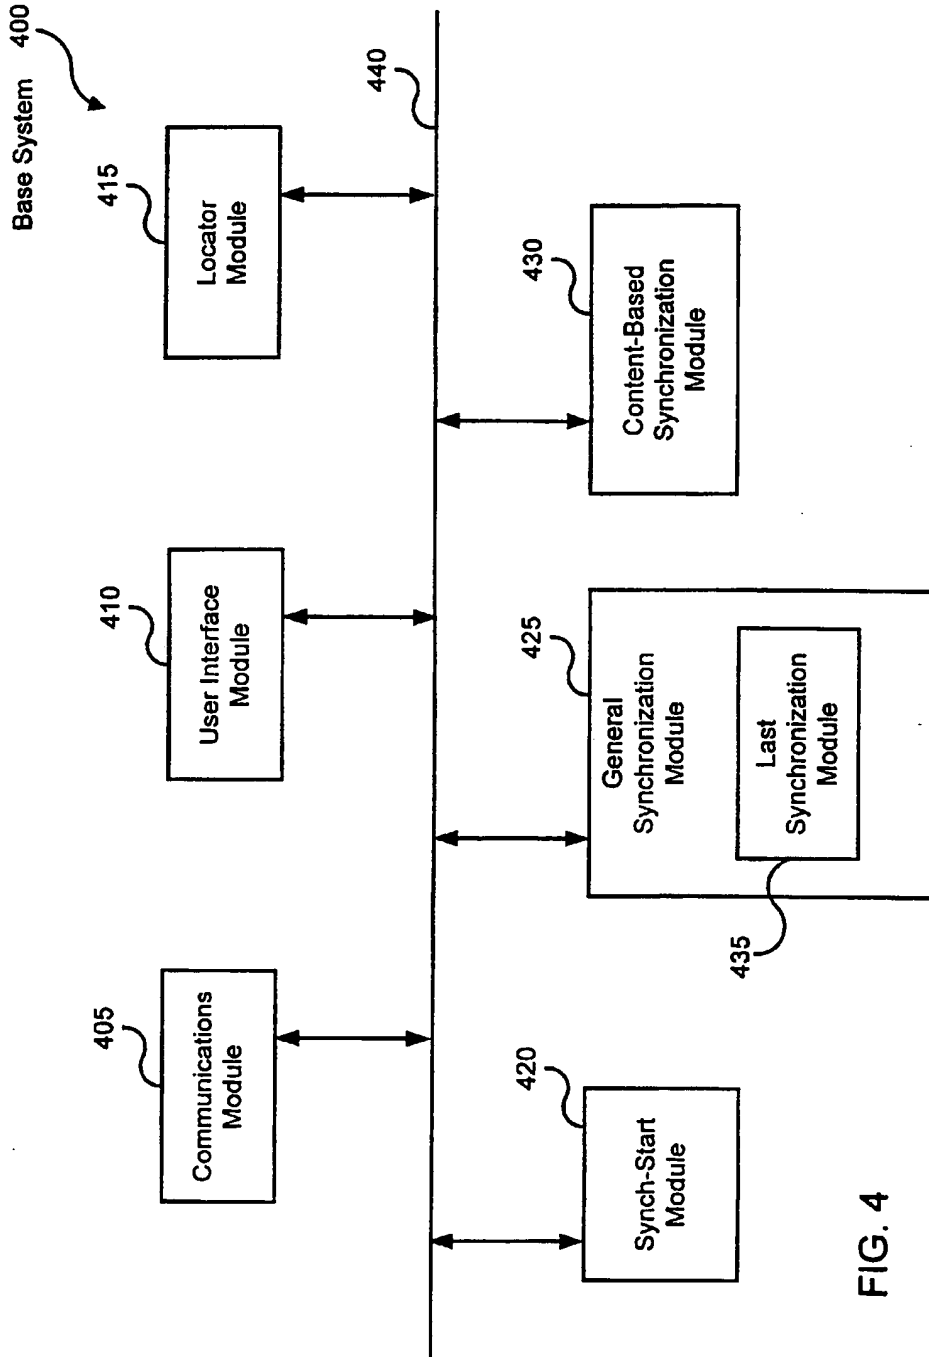 Base System 400
405
Communications
Module
410
User Interface
Module
415
Locator
Module
440
420
Synch-Start
Module
425
General
Synchronization
Module
Last
Synchronization
Module
435
430
Content-Based
Synchronization
Module
FIG. 4